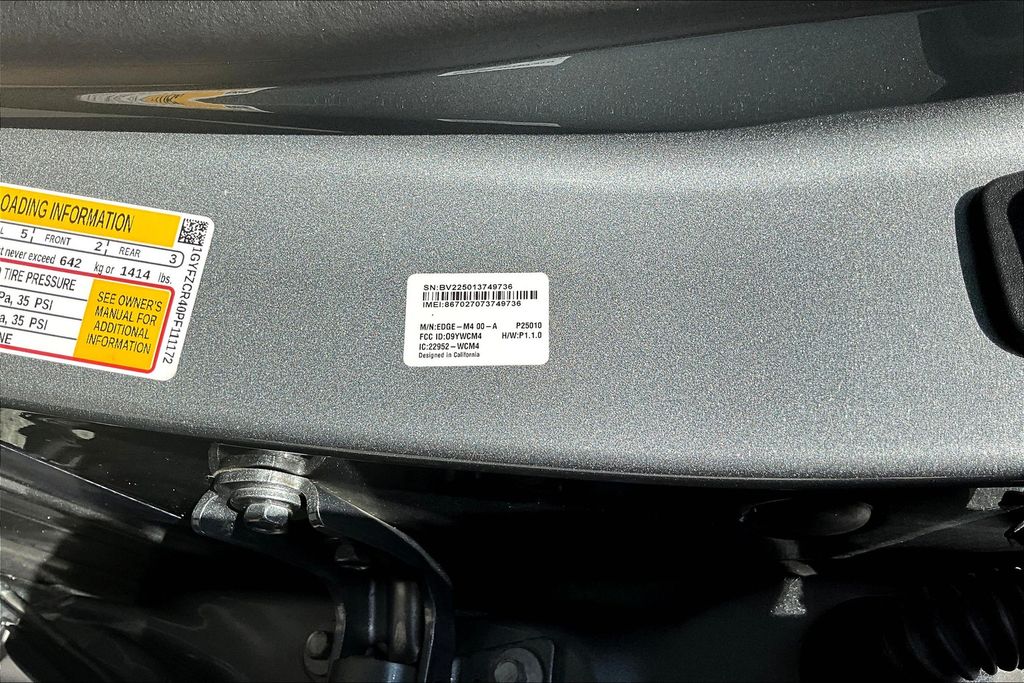 OADING INFORMATION
L 5 FRONT 2 REAR 3
t never exceed 642 kg or 1414 lbs.
TIRE PRESSURE
Pa, 35 PSI
a, 35 PSI
NE
SEE OWNER'S
MANUAL FOR
ADDITIONAL
INFORMATION
1GYFZCR40PF111172
SN:BV225013749736
IMEI:867027073749736
M/N:EDGE-M4 00-A P25010
FCC ID:09YWCM4 H/W:P1.1.0
IC:22952-WCM4
Designed in California